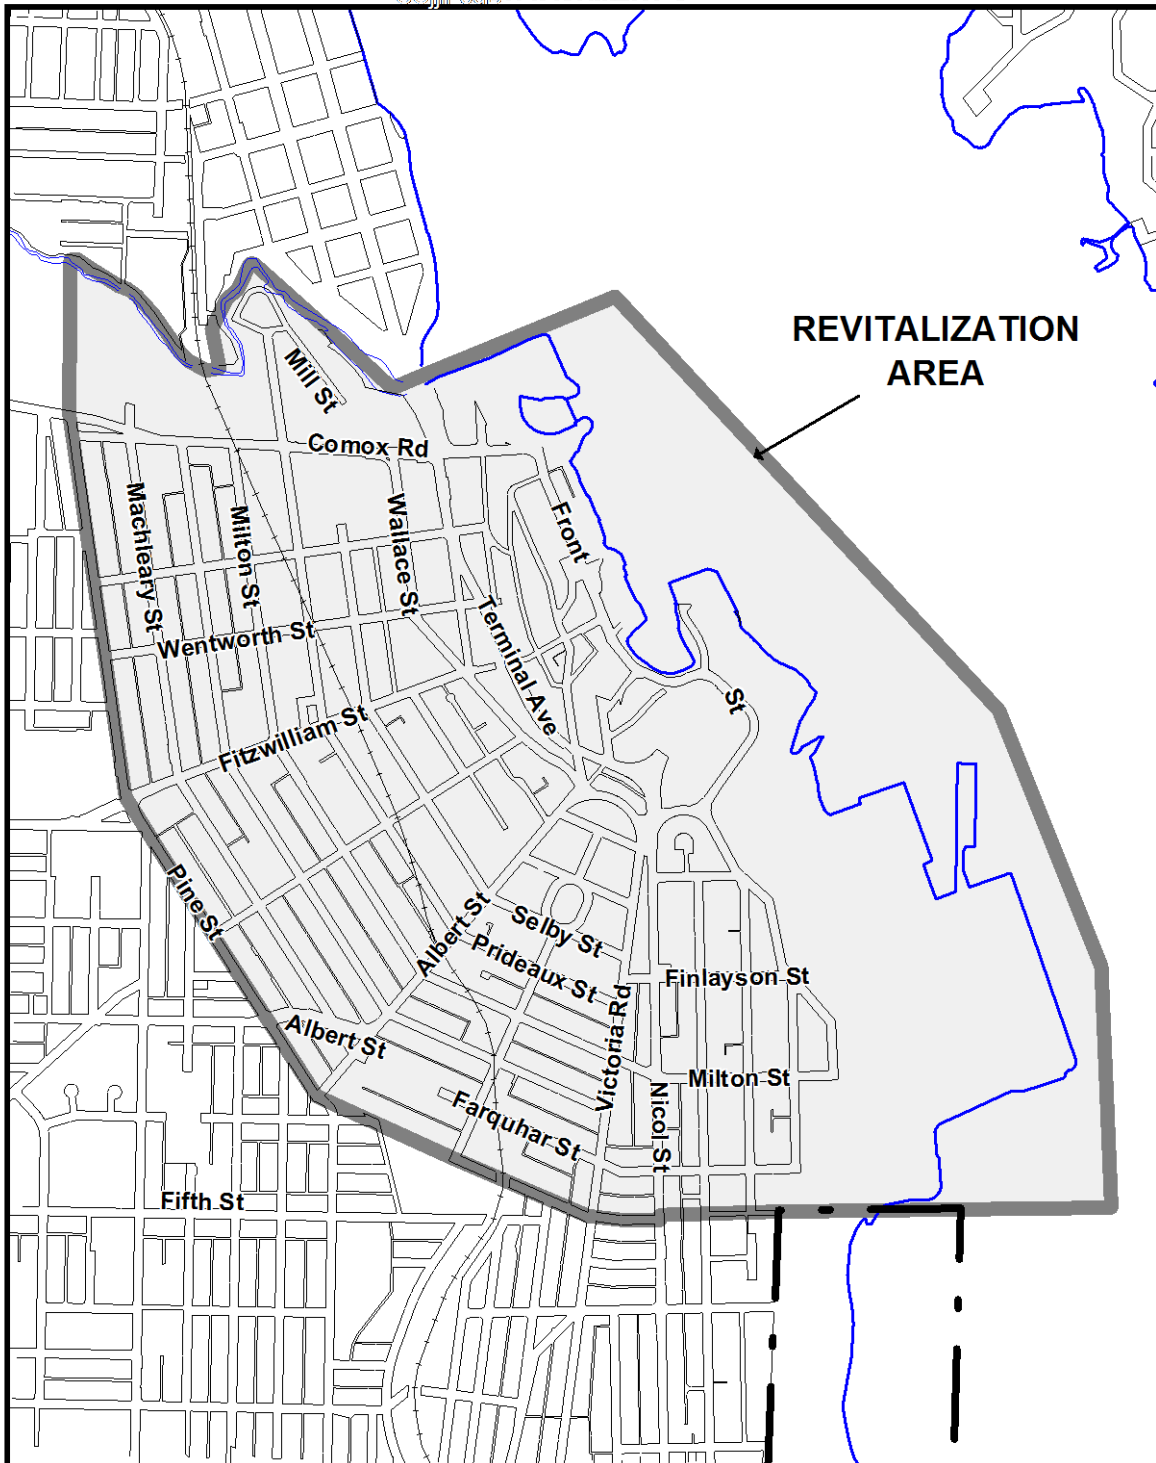 REVITALIZATION
AREA
Mill St
Comox Rd
Machleary St
Milton St
Wallace St
Front
Terminal Ave
Wentworth St
St
Fitzwilliam St
Pine St
Albert St
Selby St
Prideaux St
Finlayson St
Victoria Rd
Albert St
Milton St
Nicol St
Farquhar St
Fifth St